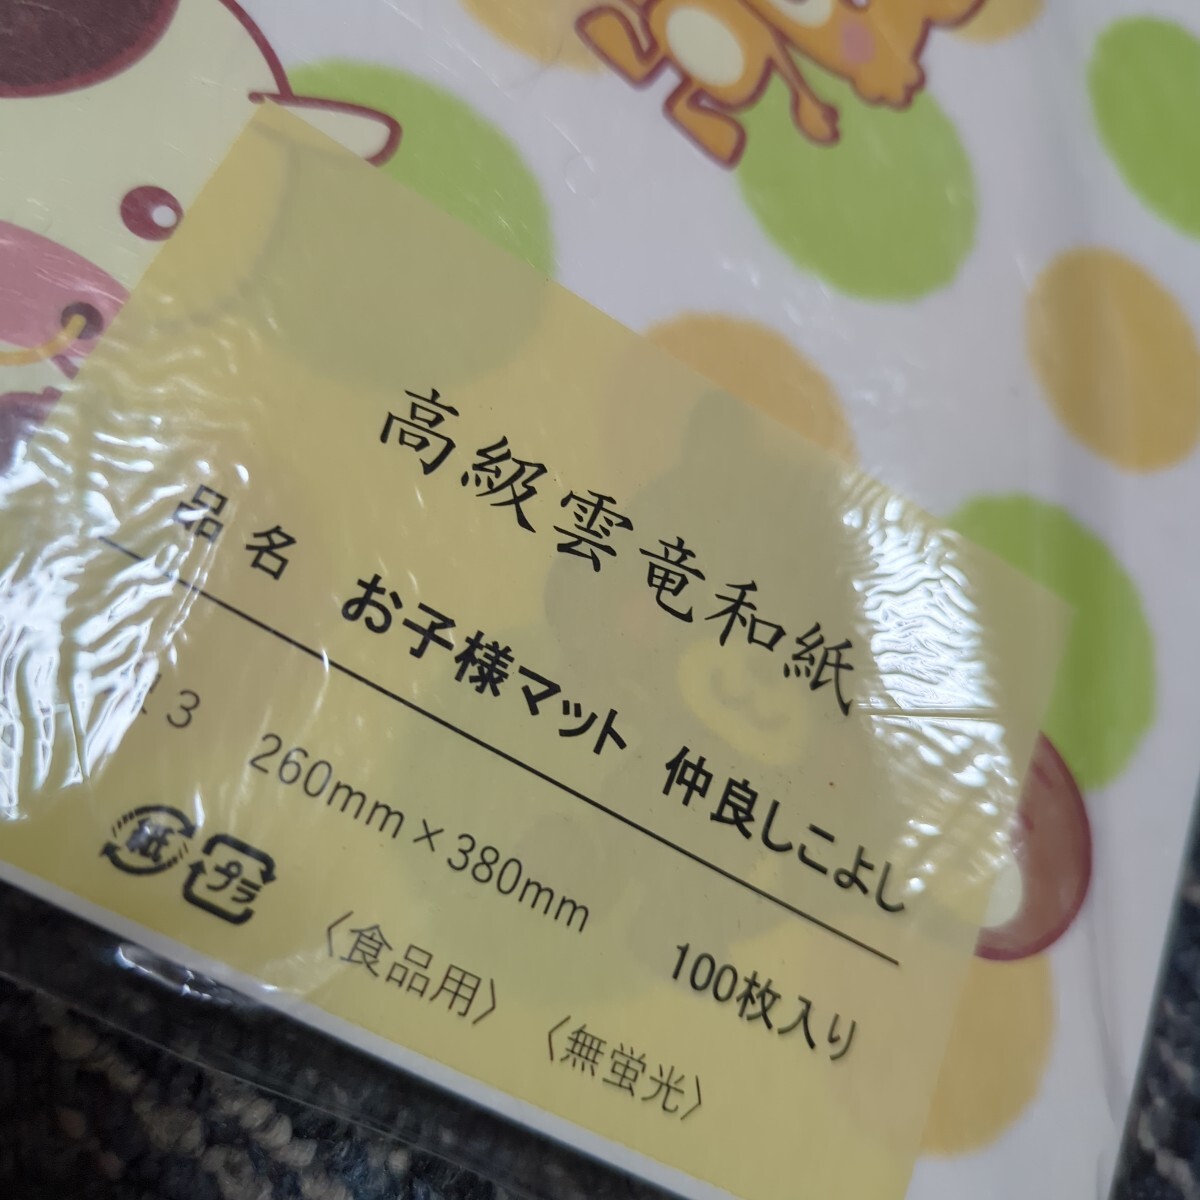 高級雲竜和紙
品名 お子様マット 仲良しこよし
13 260mm×380mm 100枚入り
紙 プラ 〈食品用〉 〈無蛍光〉